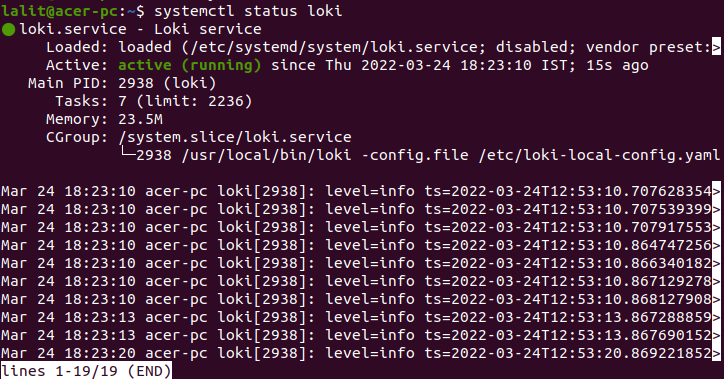 lalit@acer-pc:~$ systemctl status loki
● loki.service - Loki service
Loaded: loaded (/etc/systemd/system/loki.service; disabled; vendor preset:>
Active: active (running) since Thu 2022-03-24 18:23:10 IST; 15s ago
Main PID: 2938 (loki)
Tasks: 7 (limit: 2236)
Memory: 23.5M
CGroup: /system.slice/loki.service
└─2938 /usr/local/bin/loki -config.file /etc/loki-local-config.yaml
Mar 24 18:23:10 acer-pc loki[2938]: level=info ts=2022-03-24T12:53:10.707628354>
Mar 24 18:23:10 acer-pc loki[2938]: level=info ts=2022-03-24T12:53:10.707539399>
Mar 24 18:23:10 acer-pc loki[2938]: level=info ts=2022-03-24T12:53:10.707917553>
Mar 24 18:23:10 acer-pc loki[2938]: level=info ts=2022-03-24T12:53:10.864747256>
Mar 24 18:23:10 acer-pc loki[2938]: level=info ts=2022-03-24T12:53:10.866340182>
Mar 24 18:23:10 acer-pc loki[2938]: level=info ts=2022-03-24T12:53:10.867129278>
Mar 24 18:23:10 acer-pc loki[2938]: level=info ts=2022-03-24T12:53:10.868127908>
Mar 24 18:23:13 acer-pc loki[2938]: level=info ts=2022-03-24T12:53:13.867288859>
Mar 24 18:23:13 acer-pc loki[2938]: level=info ts=2022-03-24T12:53:13.867690152>
Mar 24 18:23:20 acer-pc loki[2938]: level=info ts=2022-03-24T12:53:20.869221852>
lines 1-19/19 (END)